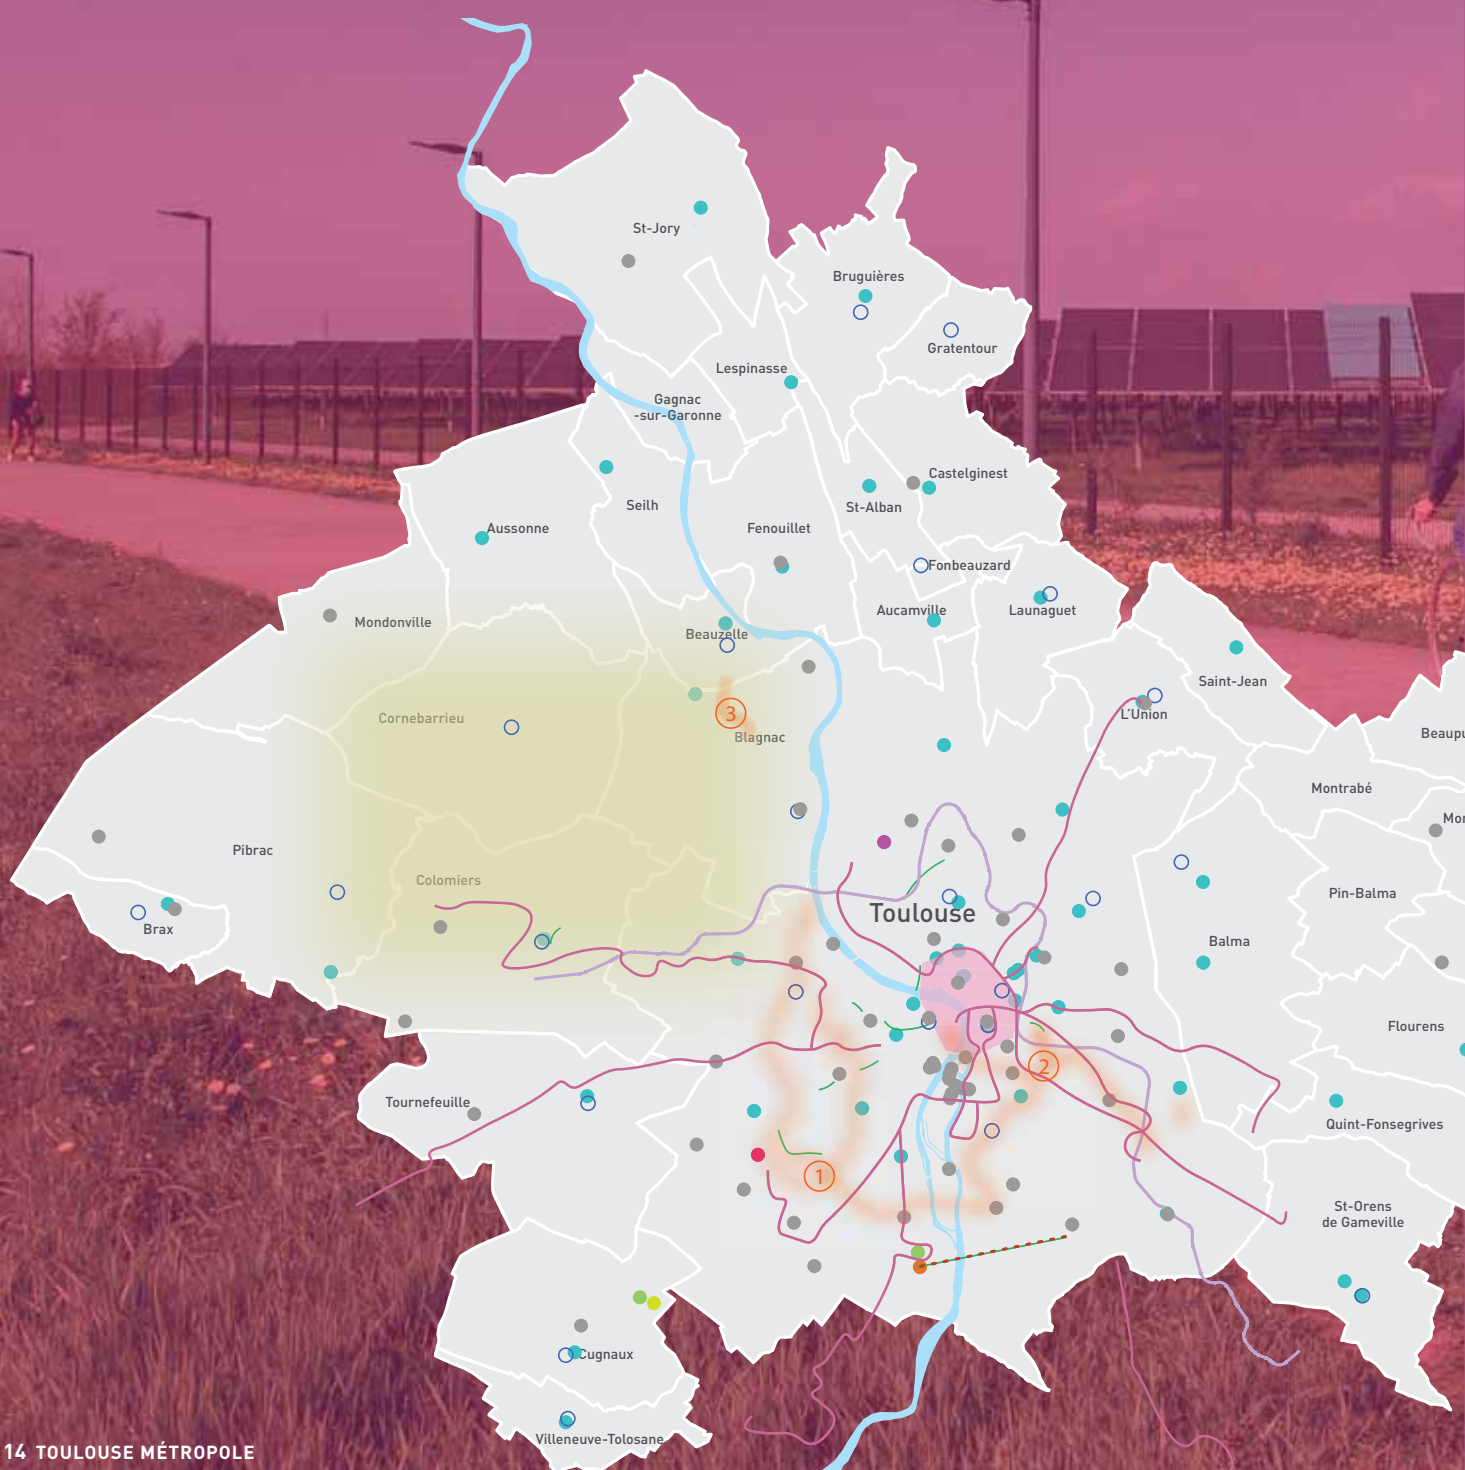 St-Jory
Bruguières
Gratentour
Lespinasse
Gagnac
-sur-Garonne
Castelginest
Seilh
St-Alban
Aussonne
Fenouillet
Fonbeauzard
Aucamville
Launaguet
Mondonville
Beauzelle
Saint-Jean
Cornebarrieu
3
L'Union
Blagnac
Montrabé
Pibrac
Colomiers
Pin-Balma
Toulouse
Brax
Balma
Flourens
2
Tournefeuille
Quint-Fonsegrives
1
St-Orens
de Gameville
Cugnaux
Villeneuve-Tolosane
14 TOULOUSE MÉTROPOLE